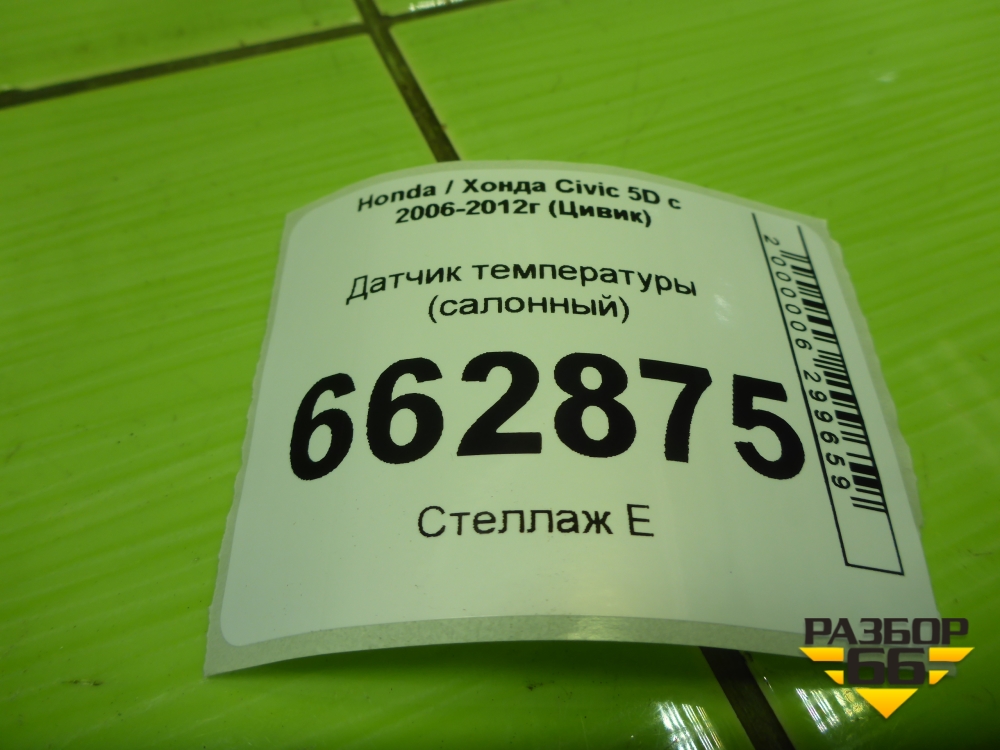 Honda / Хонда Civic 5D с
2006-2012г (Цивик)
Датчик температуры
(салонный)
662875
Стеллаж Е
2000006299659
РАЗБОР
66